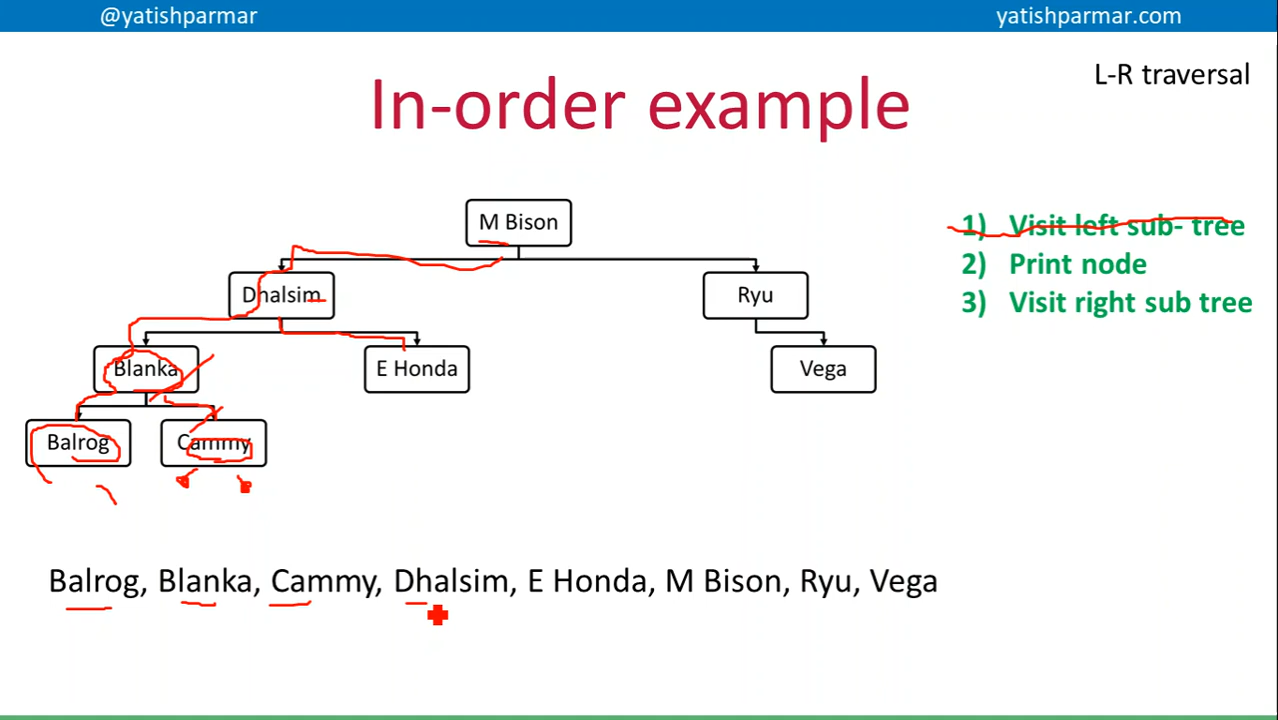 @yatishparmar yatishparmar.com
L-R traversal
In-order example
M Bison
1) Visit left sub- tree
2) Print node
3) Visit right sub tree
Dhalsim Ryu
Blanka E Honda Vega
Balrog Cammy
Balrog, Blanka, Cammy, Dhalsim, E Honda, M Bison, Ryu, Vega